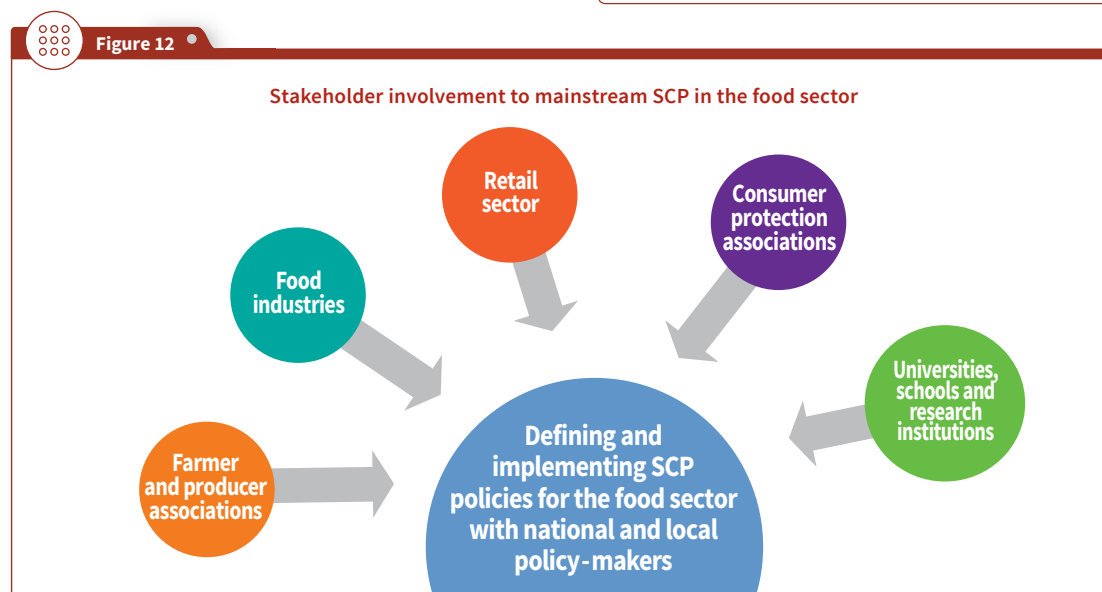 Figure 12
Stakeholder involvement to mainstream SCP in the food sector
Retail
sector
Consumer
protection
associations
Food
industries
Universities,
schools and
research
institutions
Farmer
and producer
associations
Defining and
implementing SCP
policies for the food sector
with national and local
policy-makers